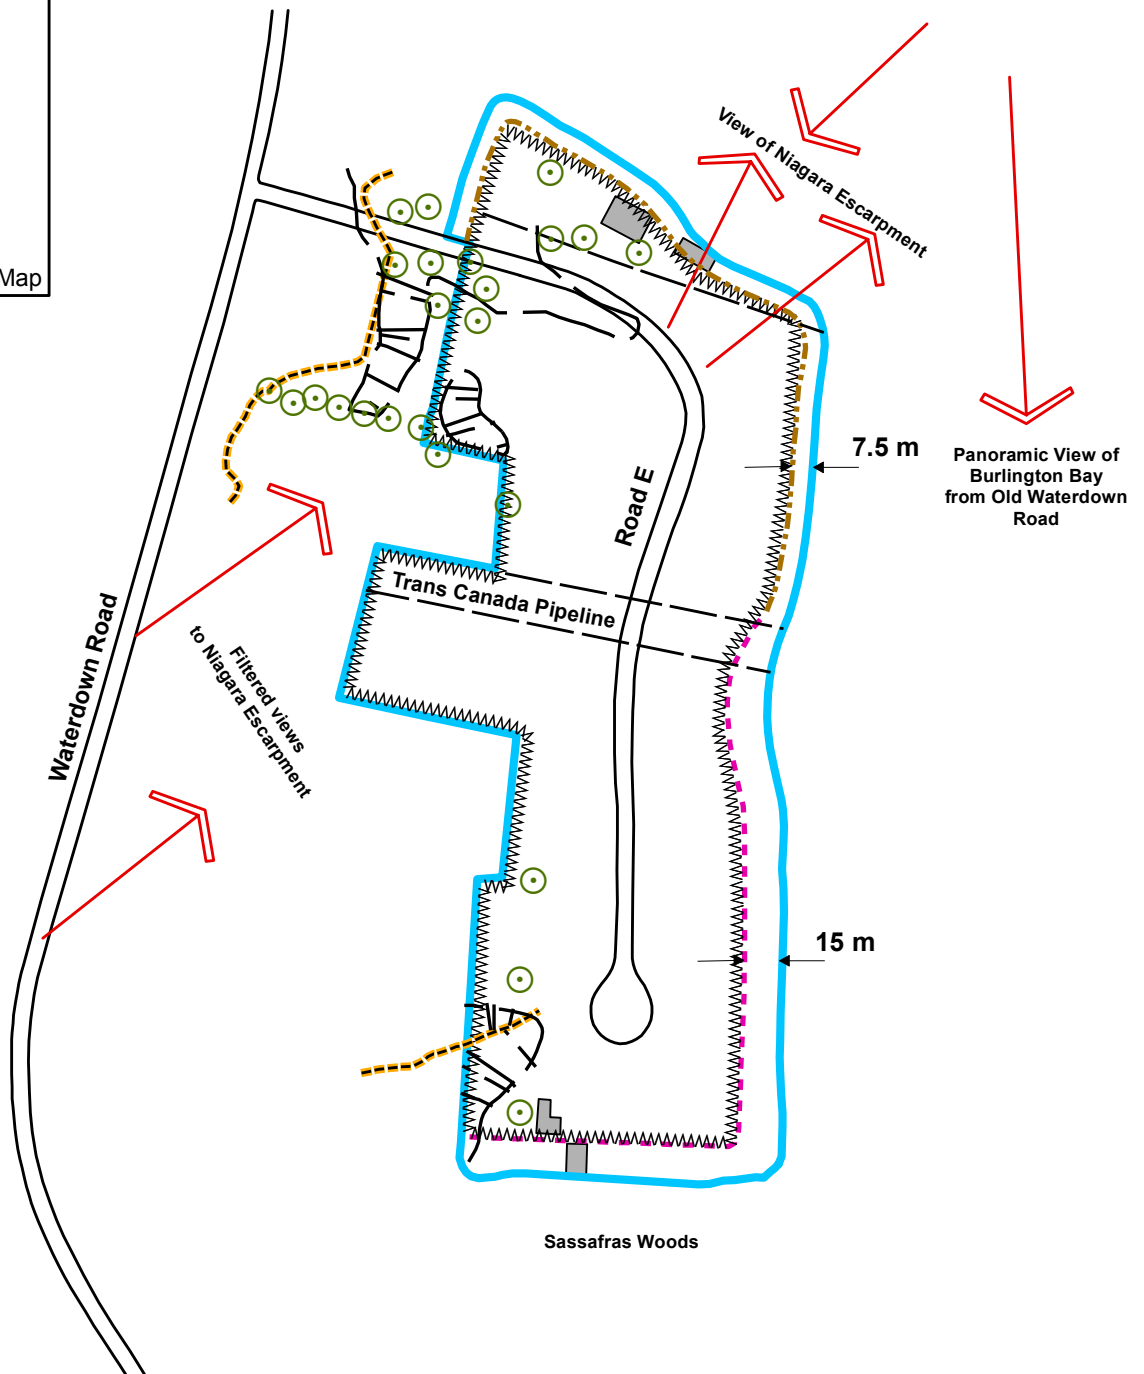 Map
View of Niagara Escarpment
7.5 m
Panoramic View of
Burlington Bay
from Old Waterdown
Road
Road E
Trans Canada Pipeline
Waterdown Road
Filtered views
to Niagara Escarpment
15 m
Sassafras Woods